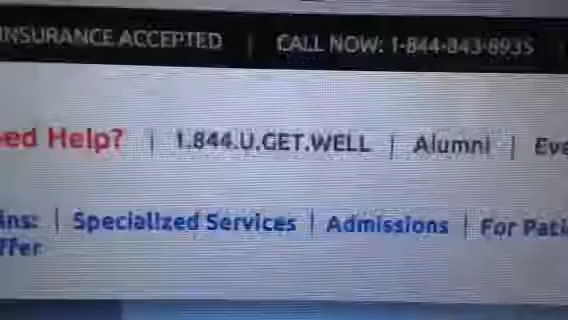 INSURANCE ACCEPTED | CALL NOW: 1-844-843-8935
ed Help? | 1.844.U.GET.WELL | Alumni | Eve
ins: | Specialized Services | Admissions | For Pati
ffer